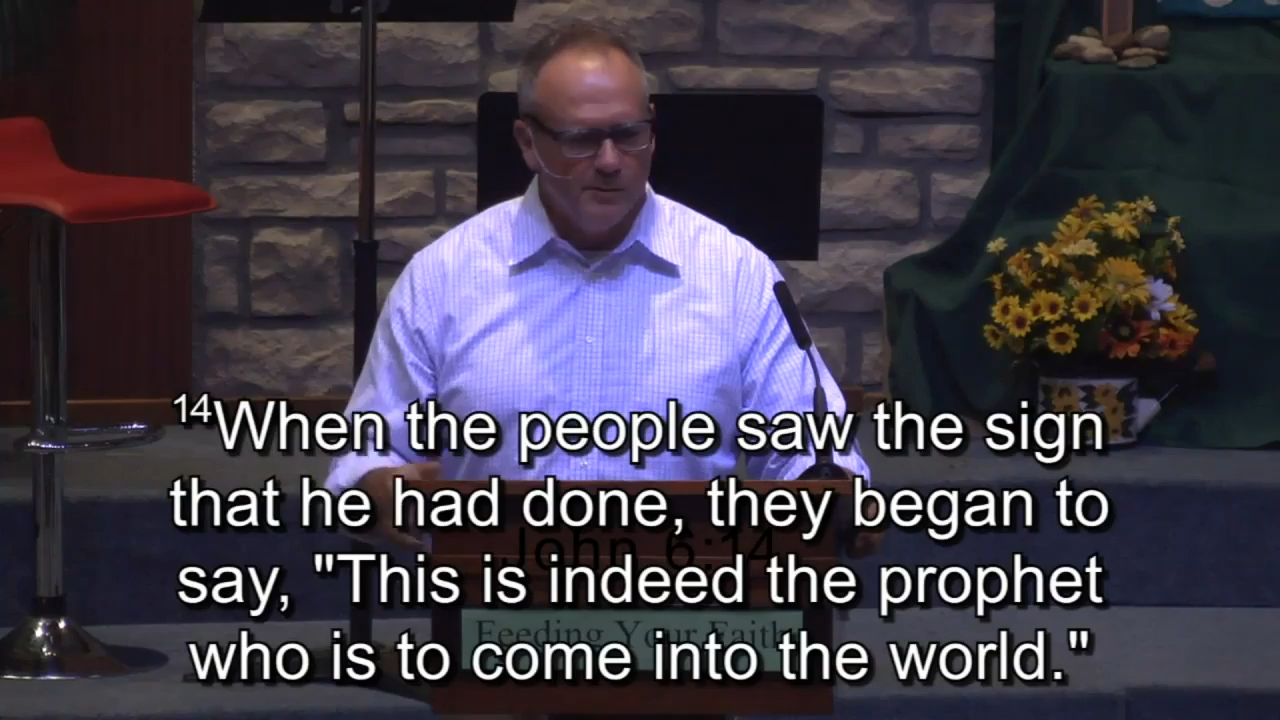 ¹⁴When the people saw the sign
that he had done, they began to
John 6:14
say, "This is indeed the prophet
Feeding Your Faith
who is to come into the world."